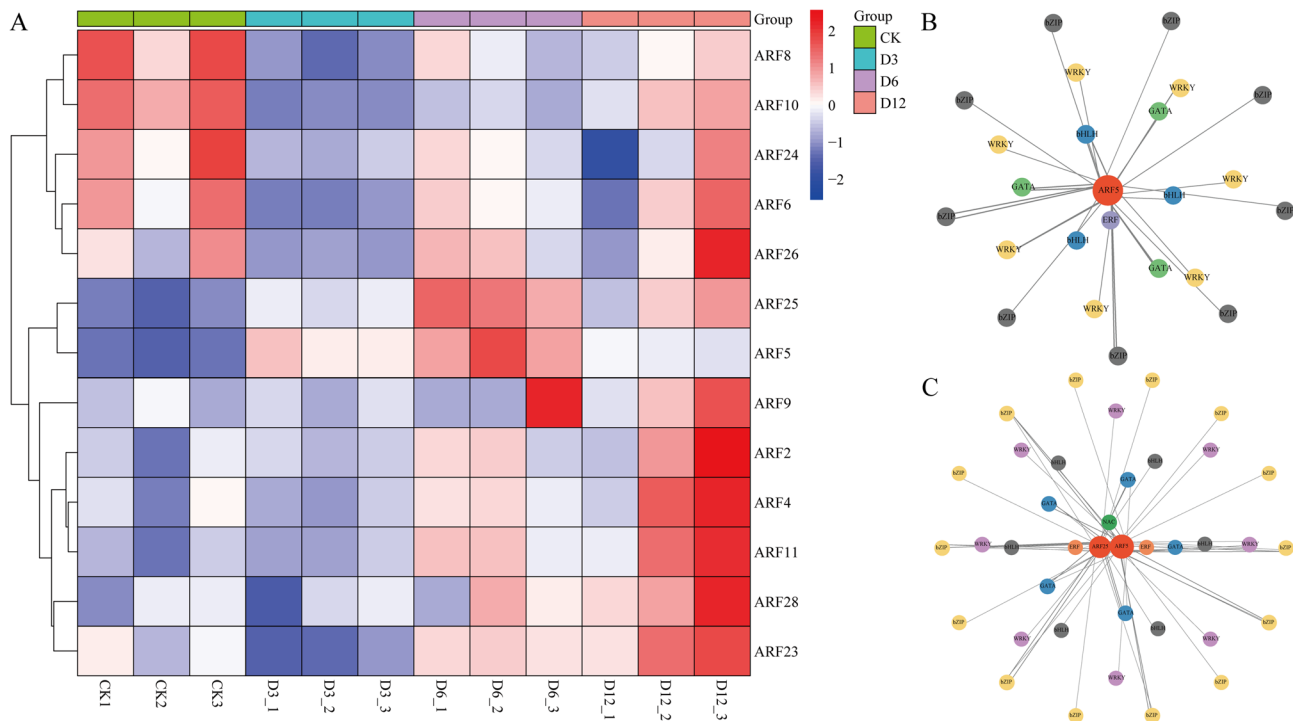 A
Group
Group
CK
D3
D6
D12
2
1
0
−1
−2
ARF8
ARF10
ARF24
ARF6
ARF26
ARF25
ARF5
ARF9
ARF2
ARF4
ARF11
ARF28
ARF23
CK1
CK2
CK3
D3_1
D3_2
D3_3
D6_1
D6_2
D6_3
D12_1
D12_2
D12_3
B
bZIP
bZIP
WRKY
WRKY
bZIP
bZIP
GATA
bHLH
WRKY
WRKY
GATA
ARF5
bHLH
bZIP
bZIP
ERF
bHLH
WRKY
GATA
WRKY
WRKY
bZIP
bZIP
bZIP
C
bZIP
bZIP
bZIP
WRKY
bZIP
WRKY
WRKY
bHLH
bHLH
bZIP
GATA
bZIP
GATA
NAC
bZIP
WRKY
bHLH
ERF
ARF25
ARF5
ERF
GATA
bHLH
WRKY
bZIP
GATA
GATA
bZIP
bHLH
bHLH
bZIP
WRKY
WRKY
bZIP
WRKY
bZIP
bZIP
bZIP